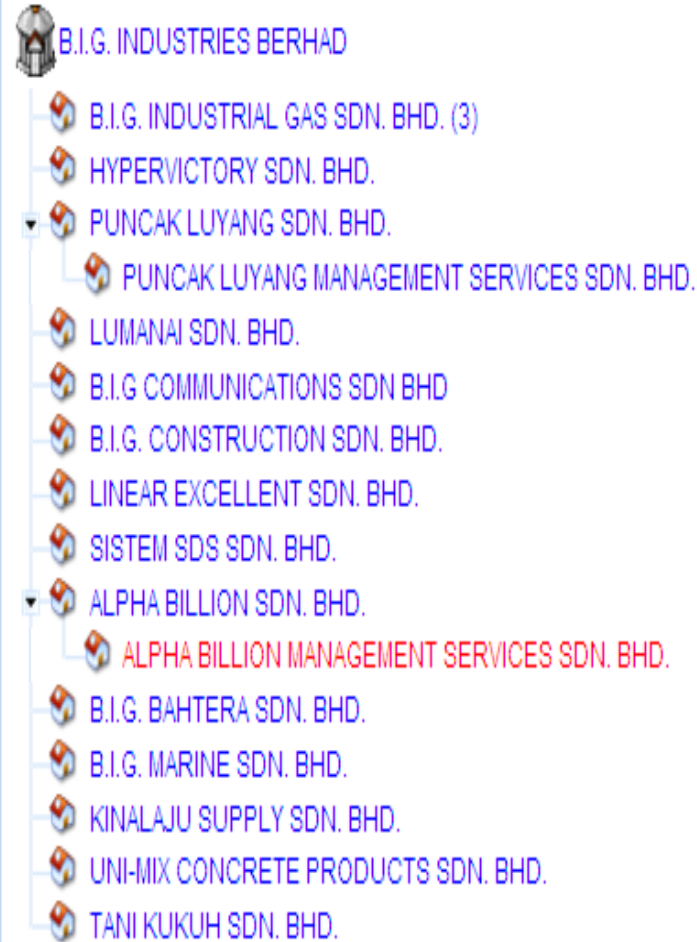 B.I.G. INDUSTRIES BERHAD
B.I.G. INDUSTRIAL GAS SDN. BHD. (3)
HYPERVICTORY SDN. BHD.
PUNCAK LUYANG SDN. BHD.
PUNCAK LUYANG MANAGEMENT SERVICES SDN. BHD.
LUMANAI SDN. BHD.
B.I.G COMMUNICATIONS SDN BHD
B.I.G. CONSTRUCTION SDN. BHD.
LINEAR EXCELLENT SDN. BHD.
SISTEM SDS SDN. BHD.
ALPHA BILLION SDN. BHD.
ALPHA BILLION MANAGEMENT SERVICES SDN. BHD.
B.I.G. BAHTERA SDN. BHD.
B.I.G. MARINE SDN. BHD.
KINALAJU SUPPLY SDN. BHD.
UNI-MIX CONCRETE PRODUCTS SDN. BHD.
TANI KUKUH SDN. BHD.